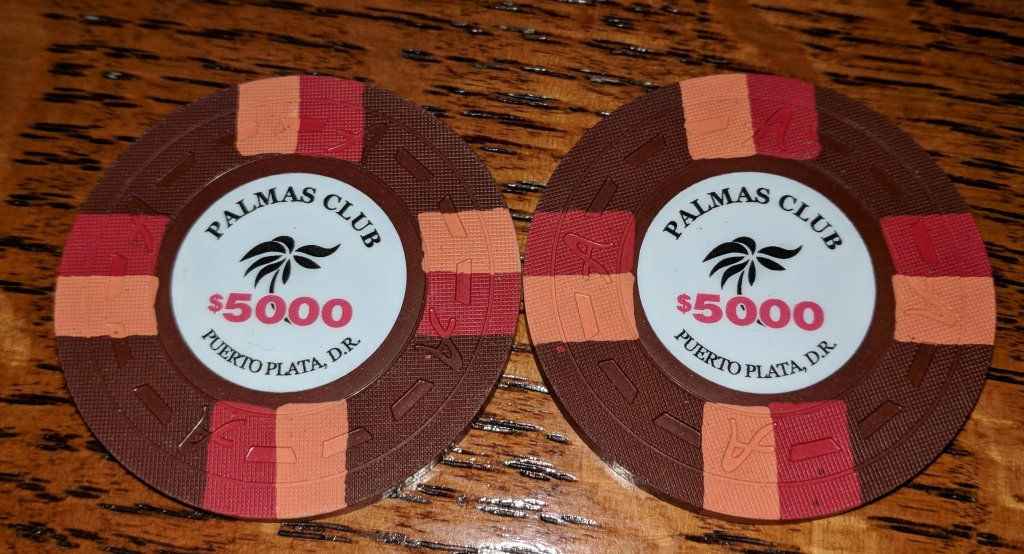 PALMAS CLUB
$5000
PUERTO PLATA, D.R.
PALMAS CLUB
$5000
PUERTO PLATA, D.R.